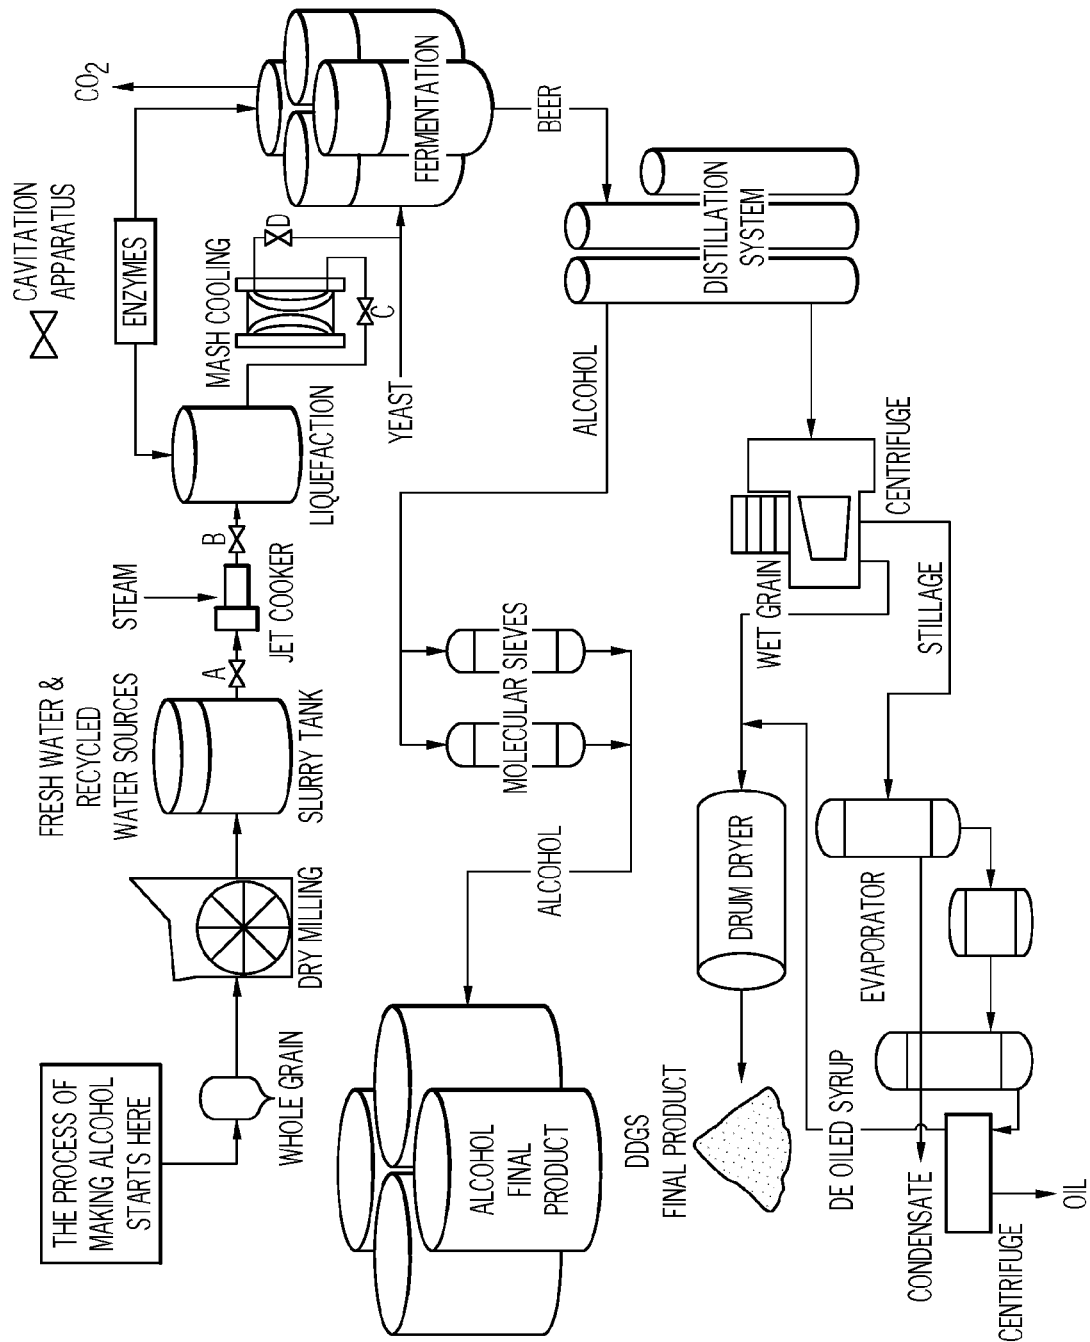 THE PROCESS OF
MAKING ALCOHOL
STARTS HERE
WHOLE GRAIN
DRY MILLING
FRESH WATER &
RECYCLED
WATER SOURCES
SLURRY TANK
A
STEAM
JET COOKER
B
LIQUEFACTION
ENZYMES
CAVITATION
APPARATUS
MASH COOLING
C
D
YEAST
CO2
FERMENTATION
BEER
DISTILLATION
SYSTEM
ALCOHOL
MOLECULAR SIEVES
ALCOHOL
ALCOHOL
FINAL
PRODUCT
CENTRIFUGE
WET GRAIN
STILLAGE
DRUM DRYER
DDGS
FINAL PRODUCT
EVAPORATOR
DE OILED SYRUP
CONDENSATE
CENTRIFUGE
OIL